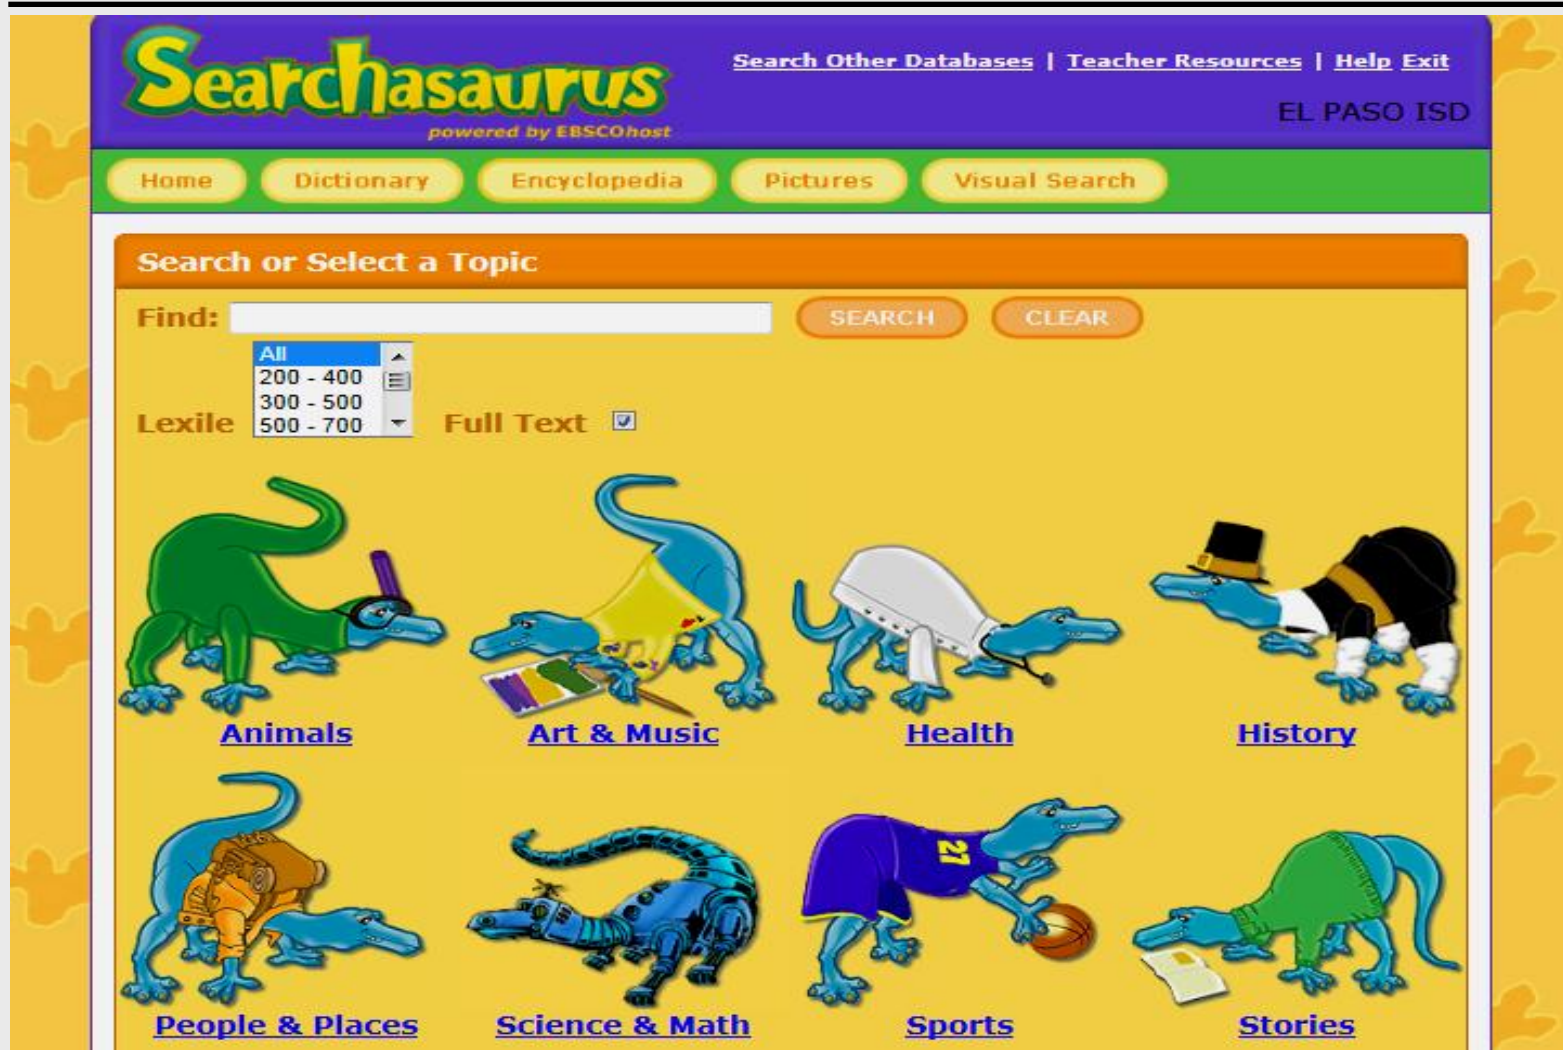 Searchasaurus
powered by EBSCOhost
Search Other Databases | Teacher Resources | Help Exit
EL PASO ISD
Home Dictionary Encyclopedia Pictures Visual Search
Search or Select a Topic
Find: SEARCH CLEAR
All
200 - 400
300 - 500
Lexile 500 - 700 Full Text
Animals Art & Music Health History
27
People & Places Science & Math Sports Stories